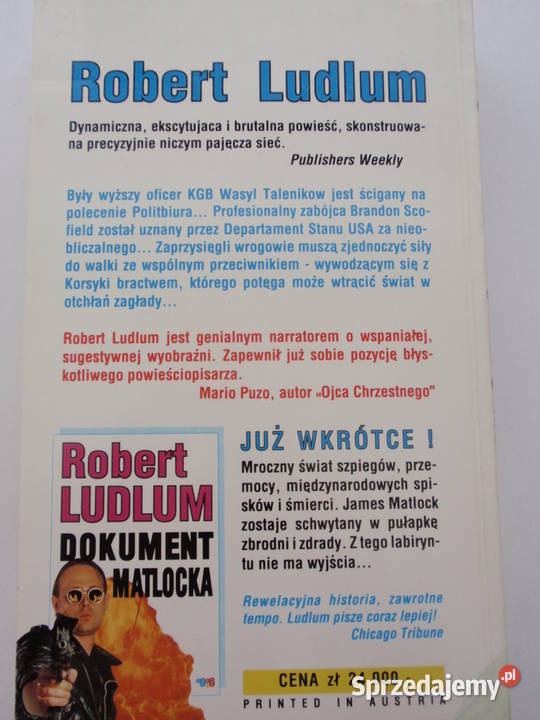 Robert Ludlum
Dynamiczna, ekscytujaca i brutalna powieść, skonstruowa-
na precyzyjnie niczym pajęcza sieć.
Publishers Weekly
Były wyższy oficer KGB Wasyl Talenikow jest ścigany na
polecenie Politbiura... Profesjonalny zabójca Brandon Sco-
field został uznany przez Departament Stanu USA za nieo-
bliczalnego... Zaprzysięgli wrogowie muszą zjednoczyć siły
do walki ze wspólnym przeciwnikiem - wywodzącym się z
Korsyki bractwem, którego potęga może wtrącić świat w
otchłań zagłady...
Robert Ludlum jest genialnym narratorem o wspaniałej,
sugestywnej wyobraźni. Zapewnił już sobie pozycję błys-
kotliwego powieściopisarza.
Mario Puzo, autor „Ojca Chrzestnego"
Robert
LUDLUM
DOKUMENT
MATLOCKA
JUŻ WKRÓTCE !
Mroczny świat szpiegów, prze-
mocy, międzynarodowych spi-
sków i śmierci. James Matlock
zostaje schwytany w pułapkę
zbrodni i zdrady. Z tego labiryn-
tu nie ma wyjścia...
Rewelacyjna historia, zawrotne
tempo. Ludlum pisze coraz lepiej!
Chicago Tribune
CENA zł
PRINTED IN AUSTRIA
Sprzedajemy.pl